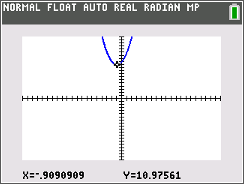 NORMAL FLOAT AUTO REAL RADIAN MP
X=-.9090909 Y=10.97561